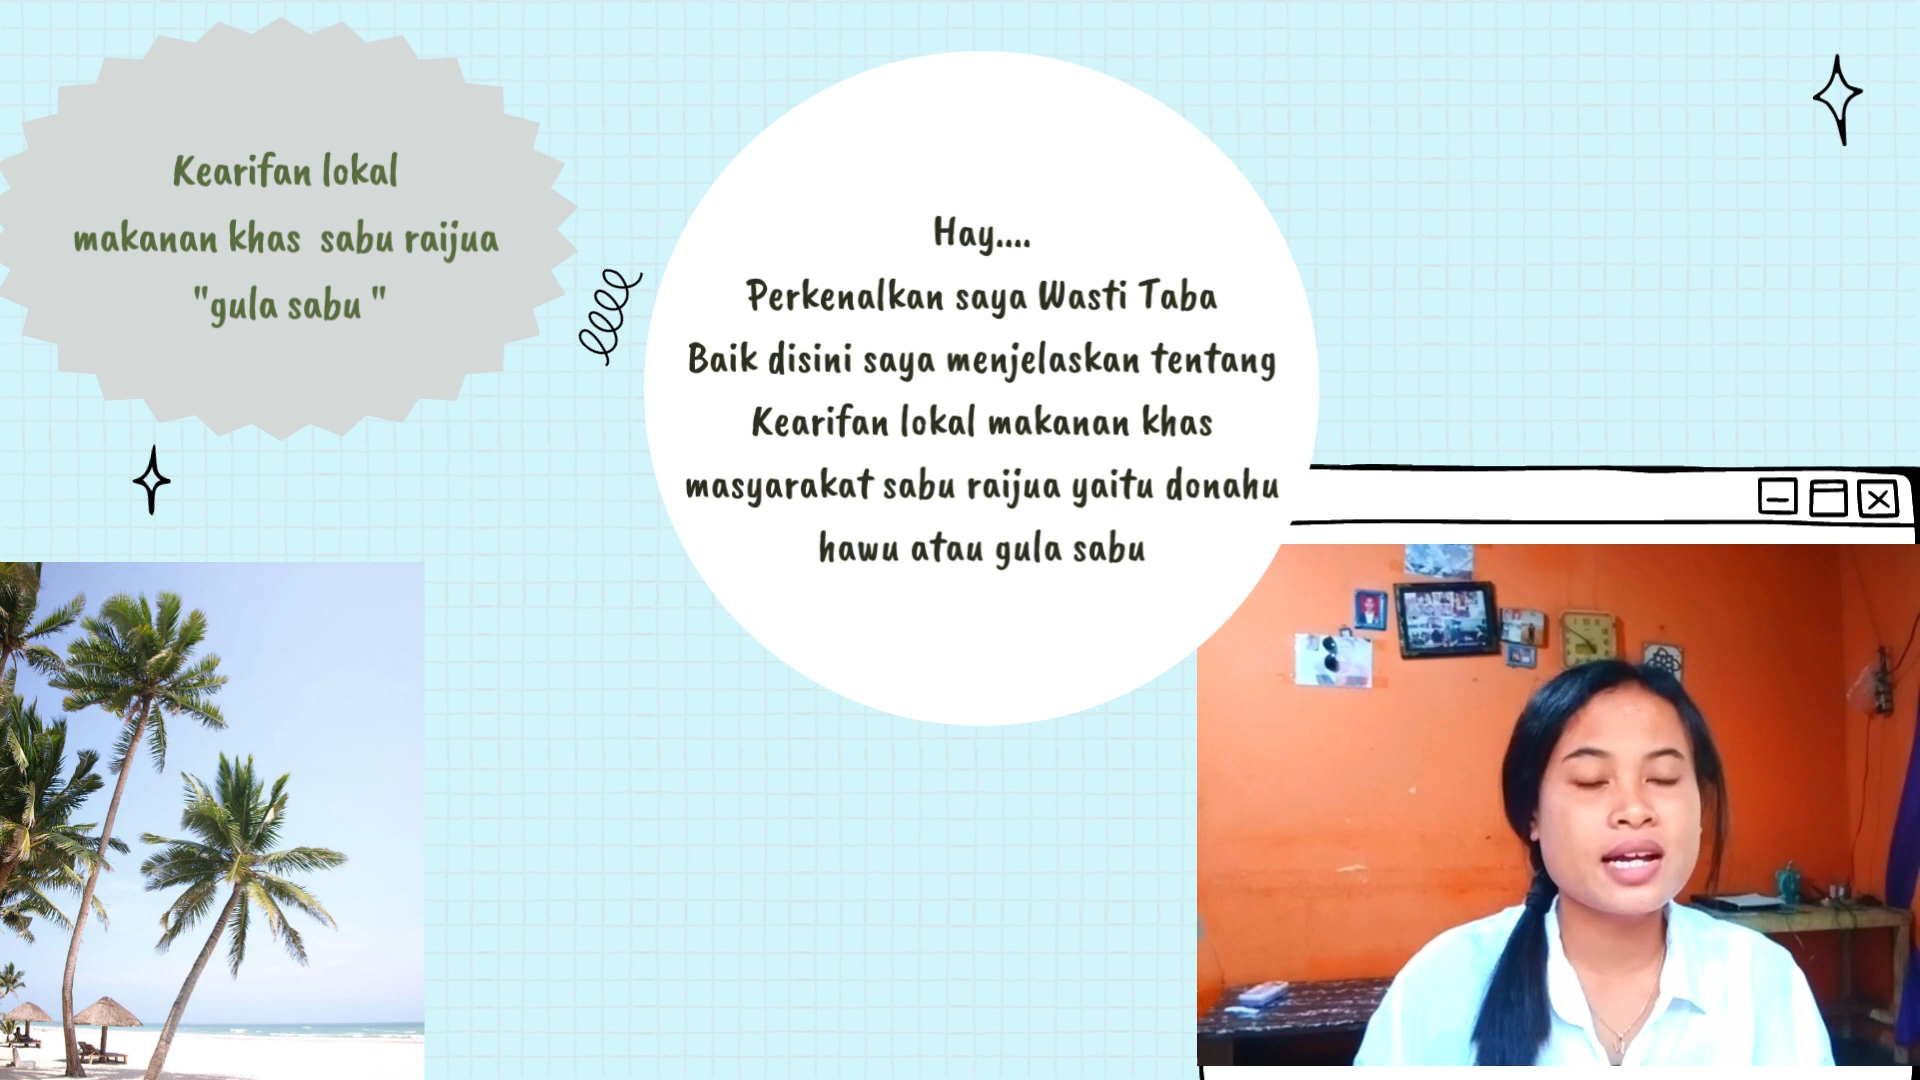 Kearifan lokal
makanan khas sabu raijua
"gula sabu "
Hay....
Perkenalkan saya Wasti Taba
Baik disini saya menjelaskan tentang
Kearifan lokal makanan khas
masyarakat sabu raijua yaitu donahu
hawu atau gula sabu